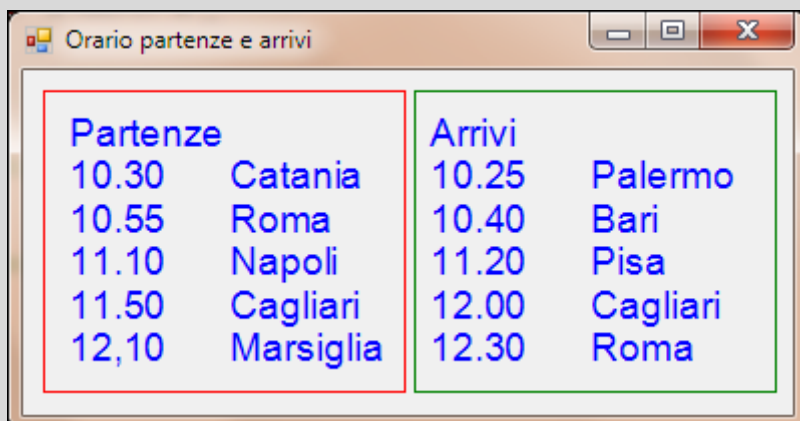 Orario partenze e arrivi
Partenze
10.30 Catania
10.55 Roma
11.10 Napoli
11.50 Cagliari
12,10 Marsiglia
Arrivi
10.25 Palermo
10.40 Bari
11.20 Pisa
12.00 Cagliari
12.30 Roma